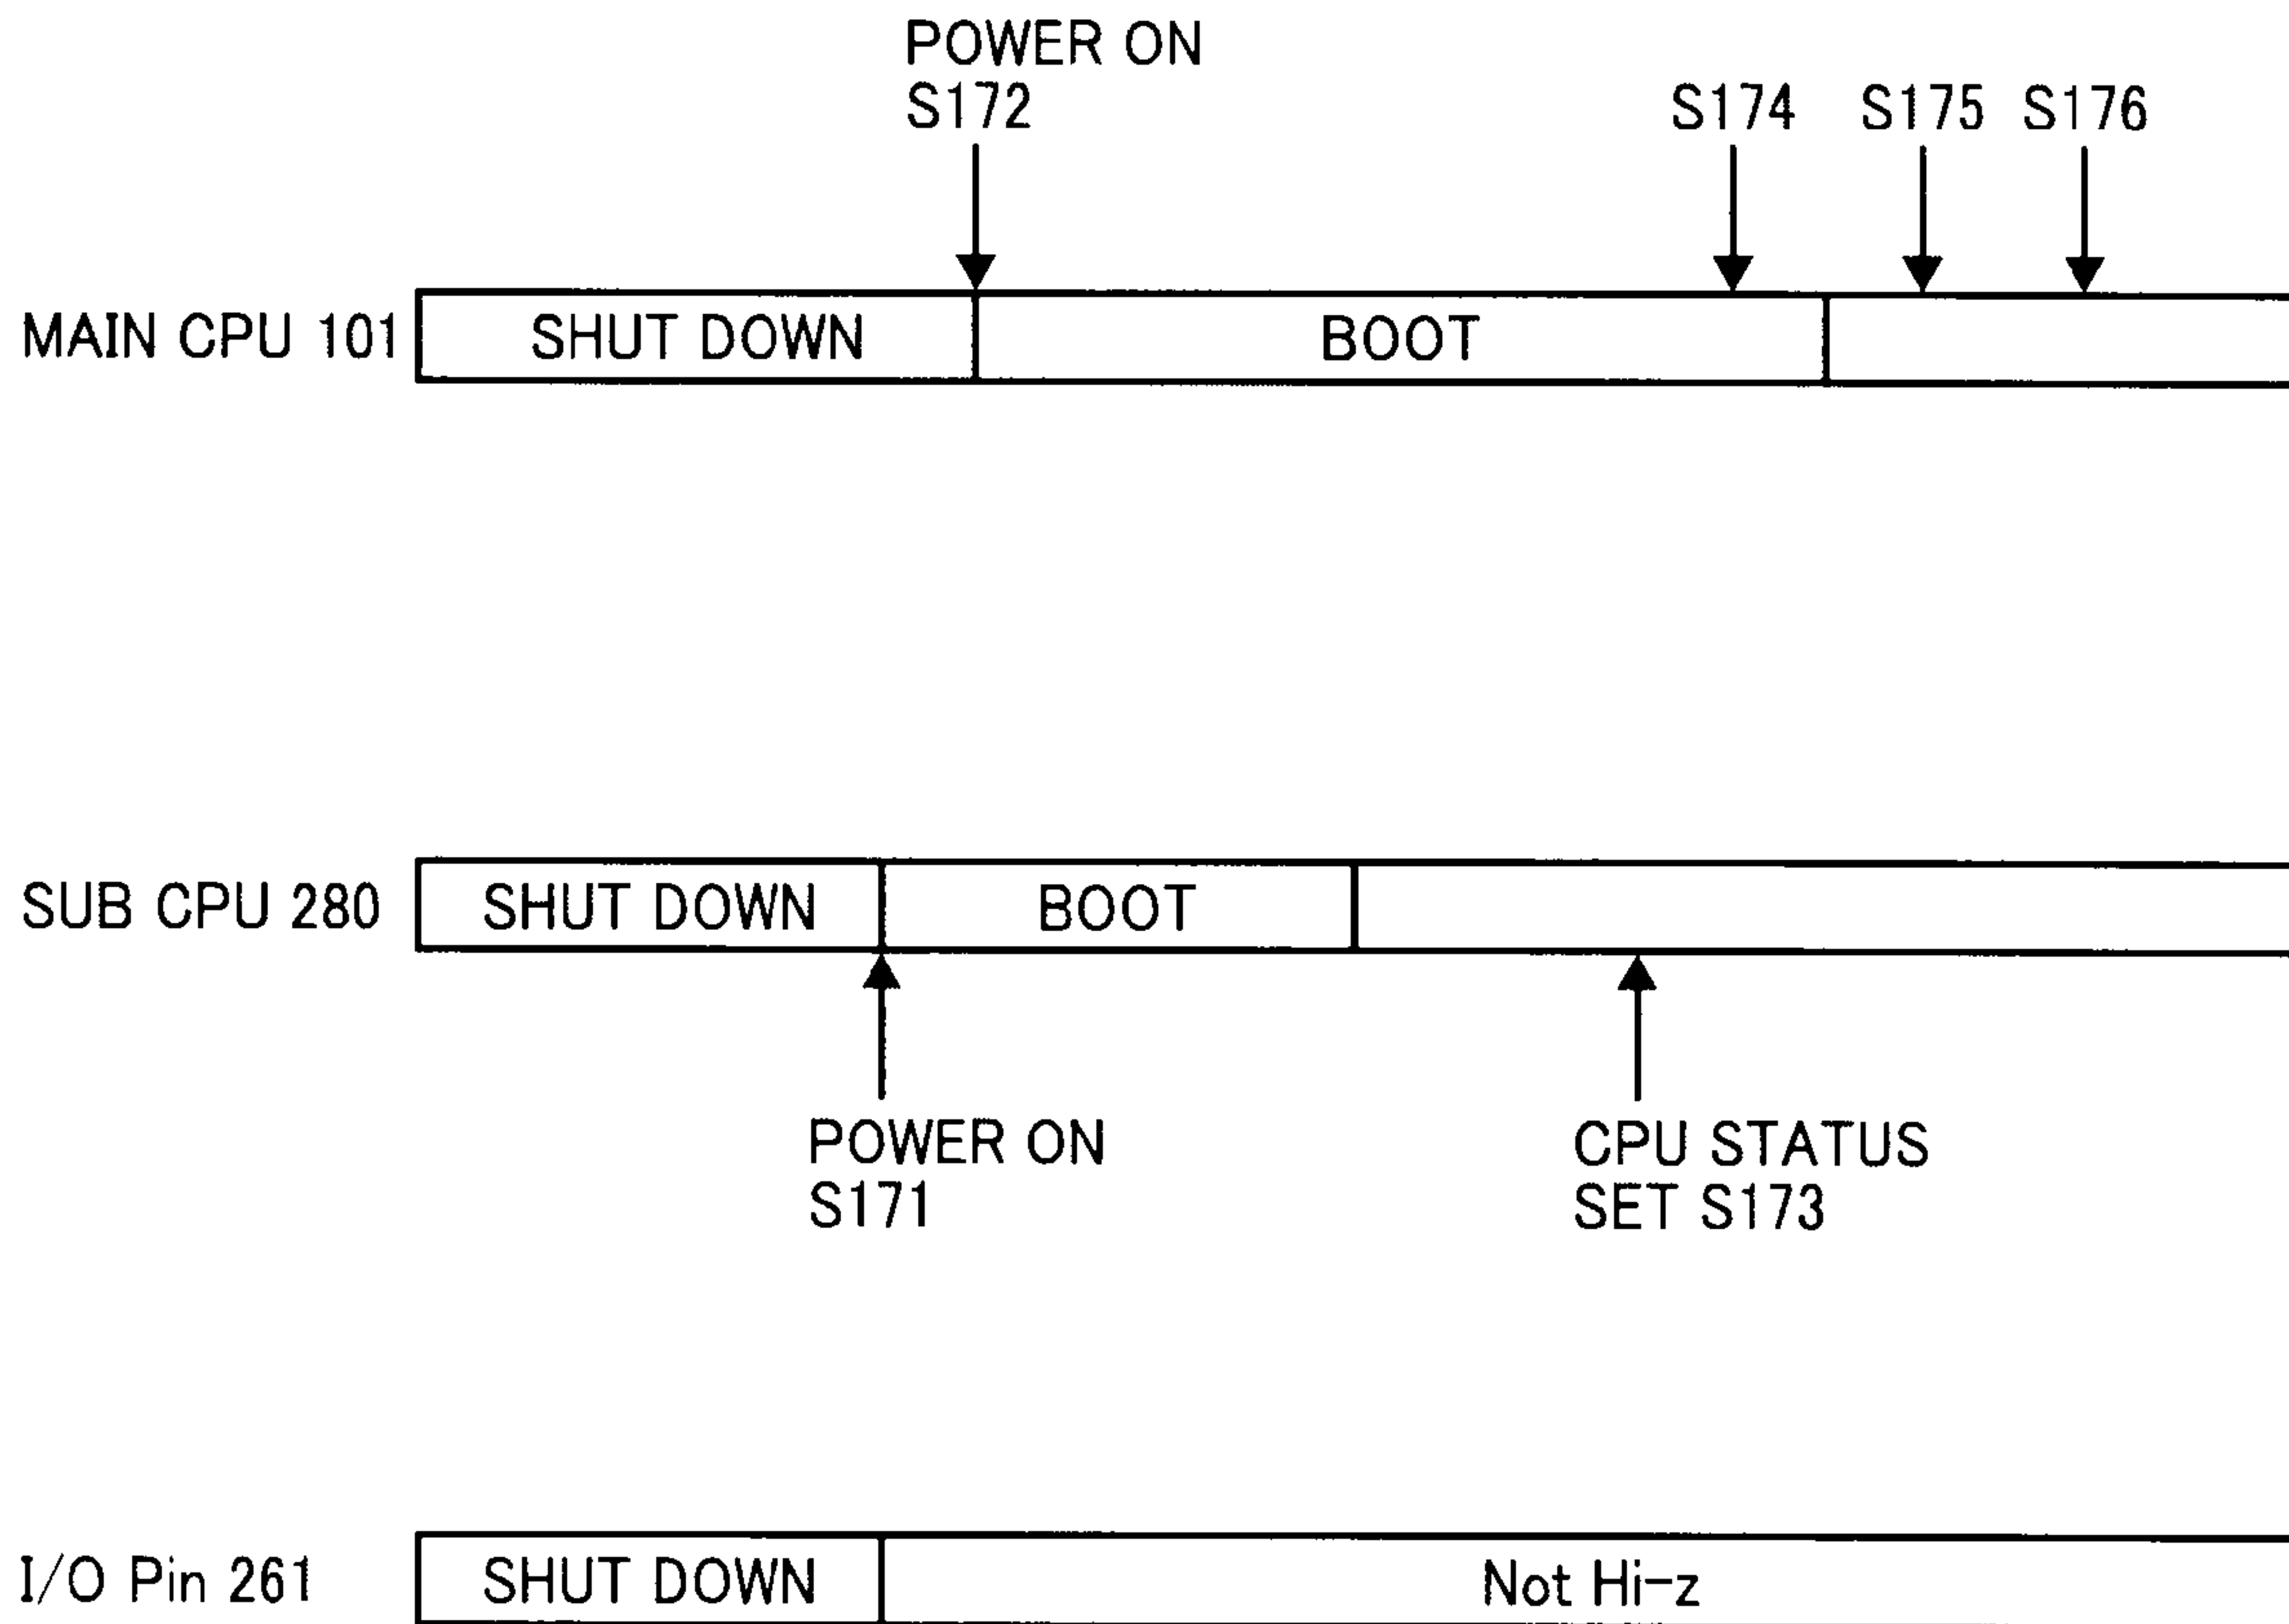 POWER ON
S172
S174 S175 S176
MAIN CPU 101 SHUT DOWN BOOT
SUB CPU 280 SHUT DOWN BOOT
POWER ON
S171
CPU STATUS
SET S173
I/O Pin 261 SHUT DOWN Not Hi-z